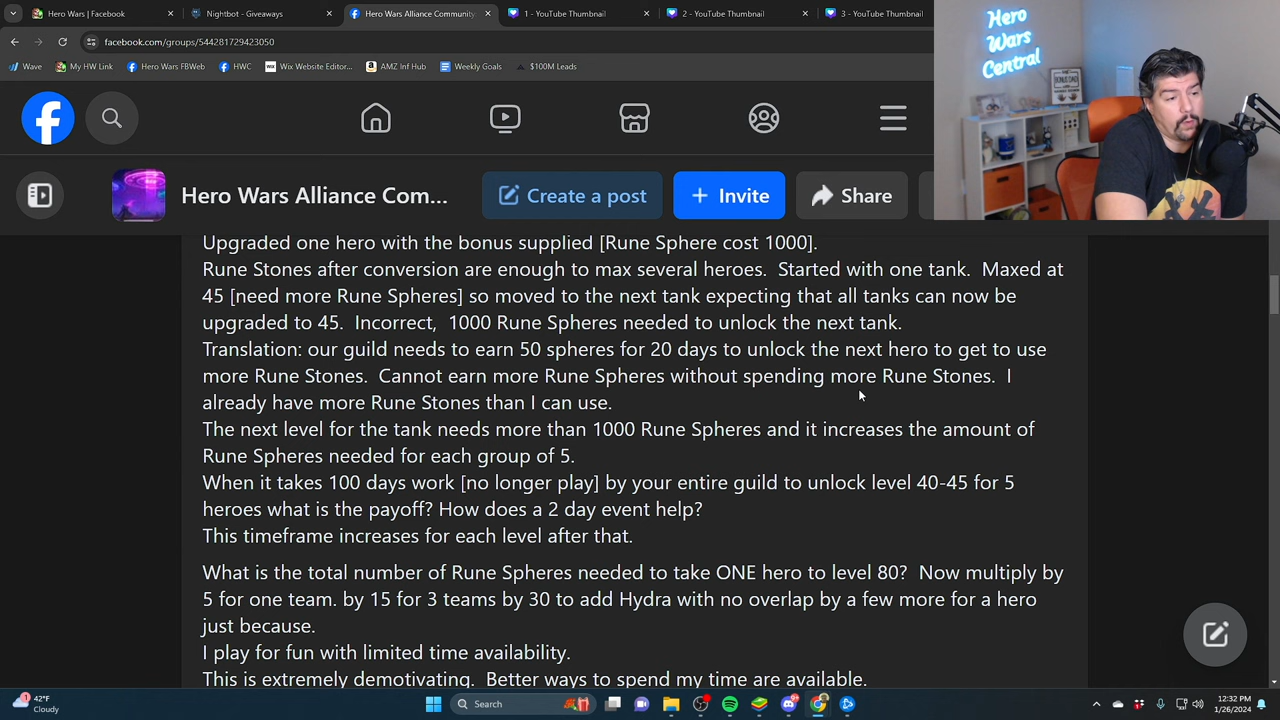 Hero Wars | Facebook
Nightbot - Giveaways
Hero Wars Alliance Community
1 - YouTube Thumbnail
2 - YouTube Thumbnail
3 - YouTube Thumbnail
facebook.com/groups/544281729423050
Wave
My HW Link
Hero Wars FBWeb
HWC
Wix Website Editor...
AMZ Inf Hub
Weekly Goals
$100M Leads
Hero
Wars
Central
Hero Wars Alliance Com...
Create a post
+ Invite
Share
Upgraded one hero with the bonus supplied [Rune Sphere cost 1000].
Rune Stones after conversion are enough to max several heroes. Started with one tank. Maxed at
45 [need more Rune Spheres] so moved to the next tank expecting that all tanks can now be
upgraded to 45. Incorrect, 1000 Rune Spheres needed to unlock the next tank.
Translation: our guild needs to earn 50 spheres for 20 days to unlock the next hero to get to use
more Rune Stones. Cannot earn more Rune Spheres without spending more Rune Stones. I
already have more Rune Stones than I can use.
The next level for the tank needs more than 1000 Rune Spheres and it increases the amount of
Rune Spheres needed for each group of 5.
When it takes 100 days work [no longer play] by your entire guild to unlock level 40-45 for 5
heroes what is the payoff? How does a 2 day event help?
This timeframe increases for each level after that.
What is the total number of Rune Spheres needed to take ONE hero to level 80? Now multiply by
5 for one team. by 15 for 3 teams by 30 to add Hydra with no overlap by a few more for a hero
just because.
I play for fun with limited time availability.
This is extremely demotivating. Better ways to spend my time are available.
1
42°F
Cloudy
Search
12:32 PM
1/26/2024